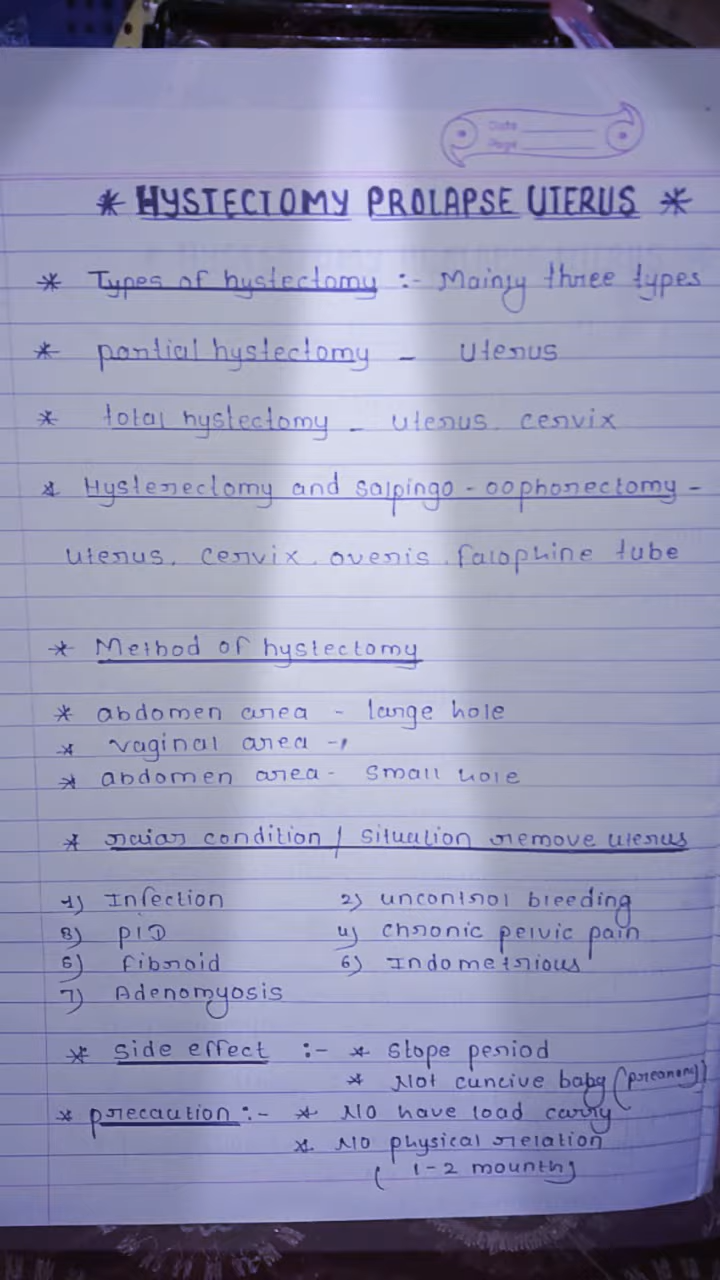 Date
Page
* HYSTECTOMY PROLAPSE UTERUS *
* Types of hystectomy :- Mainly three types
* partial hystectomy - Uterus
* total hystectomy - uterus. cervix
* Hysterectomy and salpingo - oophorectomy -
uterus. cervix. overis. falophine tube
* Method of hystectomy
* abdomen area - large hole
* vaginal area -
* abdomen area - small hole
* condition / situation remove uterus
1) Infection 2) uncontrol bleeding
3) PID 4) chronic pelvic pain
5) fibroid 6) Indometrious
7) Adenomyosis
* side effect :- * stope period
* Not cuncive baby
* precaution :- * No have load carry
* No physical relation
( 1-2 mounth)